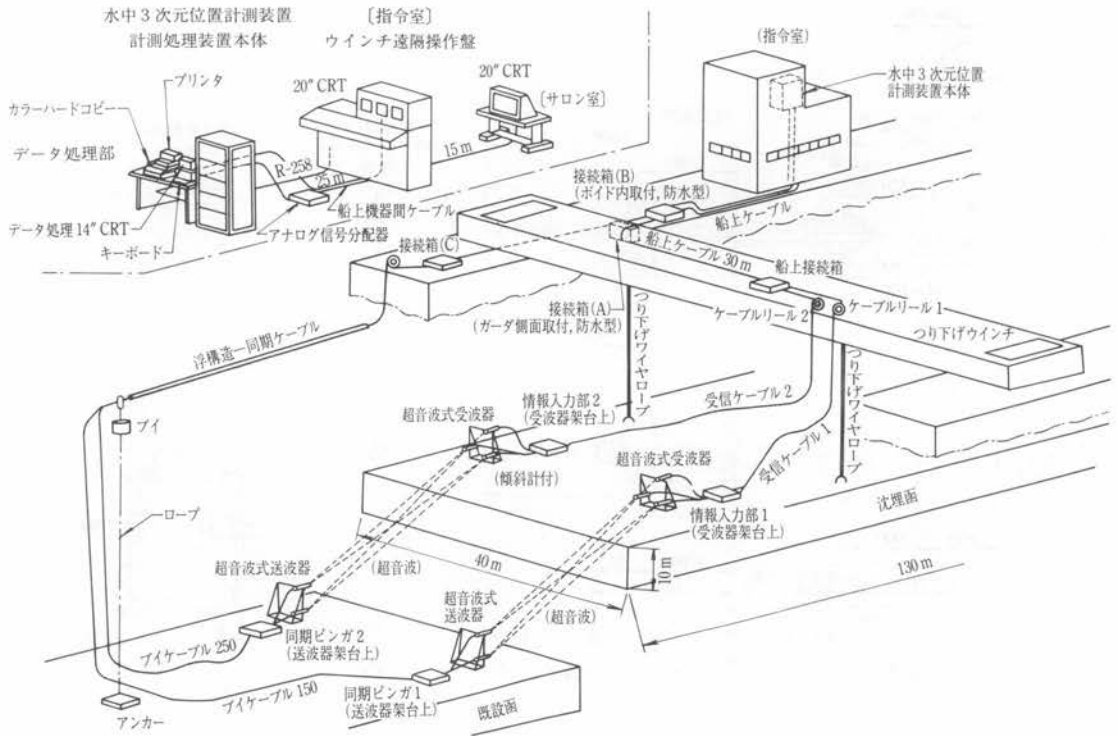 水中3次元位置計測装置
計測処理装置本体
〔指令室〕
ウインチ遠隔操作盤
プリンタ
カラーハードコピー
データ処理部
20″CRT
20″CRT
〔サロン室〕
15m
R-258
25m
船上機器間ケーブル
データ処理14″CRT
アナログ信号分配器
キーボード
(指令室)
水中3次元位置
計測装置本体
接続箱(B)
(ボイド内取付,防水型)
船上ケーブル
接続箱(C)
船上ケーブル30m
船上接続箱
接続箱(A)
(ガーダ側面取付,防水型)
ケーブルリール2
ケーブルリール1
つり下げウインチ
つり下げワイヤロープ
つり下げワイヤロープ
浮構造―同期ケーブル
ブイ
ロープ
アンカー
情報入力部2
(受波器架台上)
超音波式受波器
(傾斜計付)
受信ケーブル2
受信ケーブル1
超音波式受波器
情報入力部1
(受波器架台上)
沈埋函
40m
10m
130m
超音波式送波器
(超音波)
超音波式
送波器
(超音波)
同期ピンガ2
(送波器架台上)
ブイケーブル250
ブイケーブル150
同期ピンガ1
(送波器架台上)
既設函